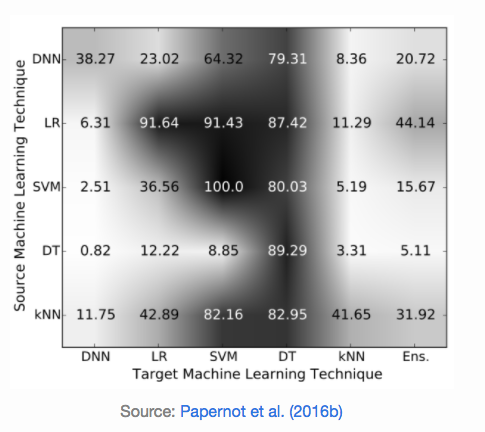 Source Machine Learning Technique
DNN 38.27 23.02 64.32 79.31 8.36 20.72
LR 6.31 91.64 91.43 87.42 11.29 44.14
SVM 2.51 36.56 100.0 80.03 5.19 15.67
DT 0.82 12.22 8.85 89.29 3.31 5.11
kNN 11.75 42.89 82.16 82.95 41.65 31.92
DNN LR SVM DT kNN Ens.
Target Machine Learning Technique
Source: Papernot et al. (2016b)